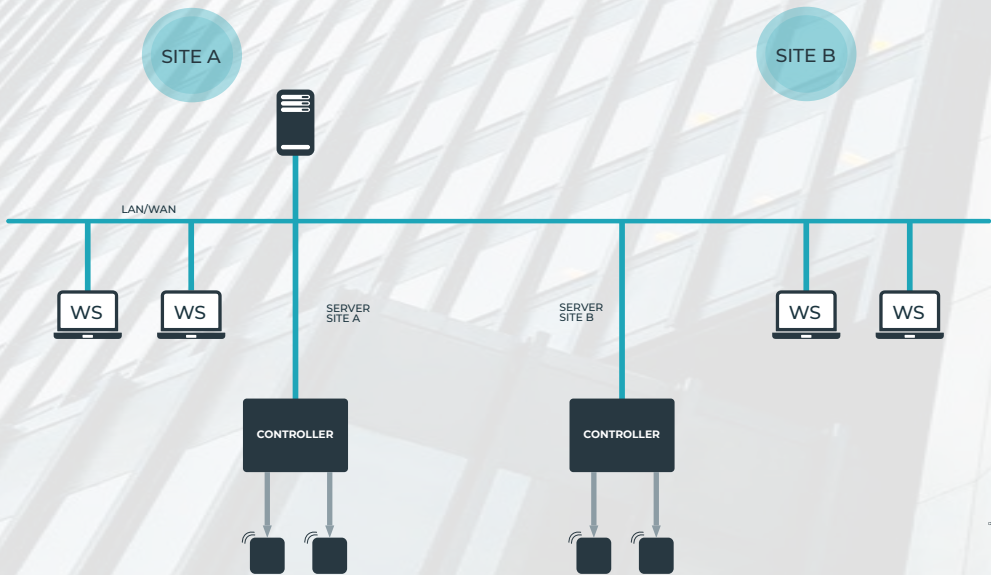 SITE A
SITE B
LAN/WAN
WS
WS
SERVER
SITE A
SERVER
SITE B
WS
WS
CONTROLLER
CONTROLLER